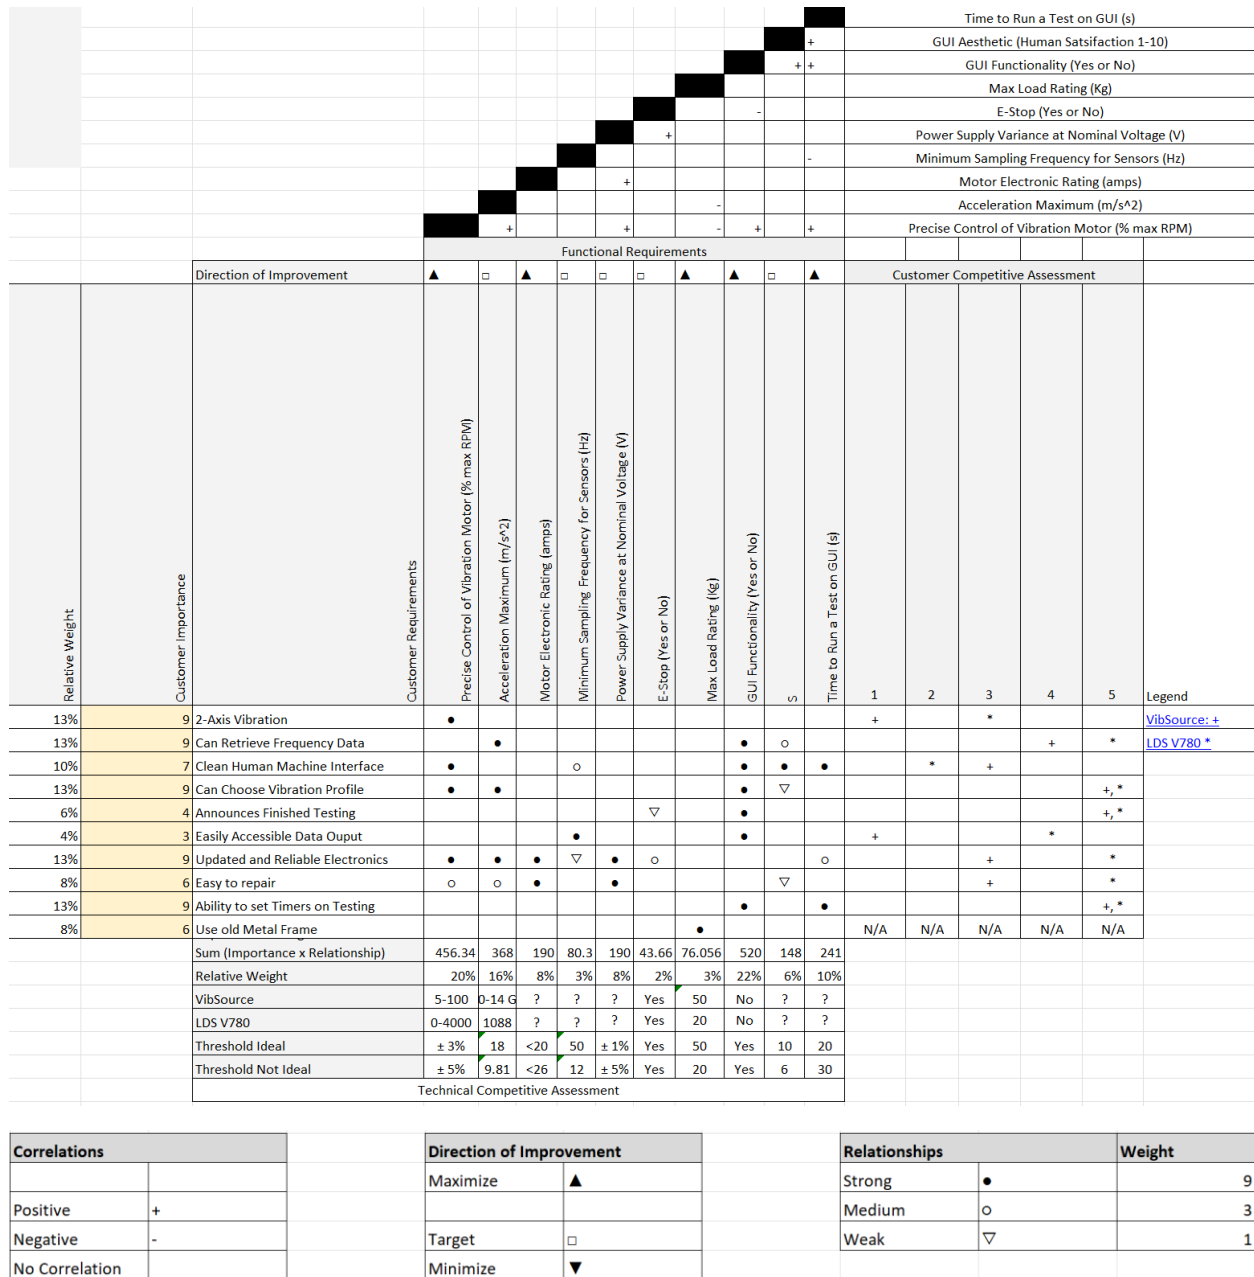 Time to Run a Test on GUI (s)
+ GUI Aesthetic (Human Satsifaction 1-10)
+ + GUI Functionality (Yes or No)
Max Load Rating (Kg)
- E-Stop (Yes or No)
+ Power Supply Variance at Nominal Voltage (V)
- Minimum Sampling Frequency for Sensors (Hz)
+ Motor Electronic Rating (amps)
- Acceleration Maximum (m/s^2)
+ + - + + Precise Control of Vibration Motor (% max RPM)
Functional Requirements
Direction of Improvement ▲ □ ▲ □ □ □ ▲ ▲ □ ▲ Customer Competitive Assessment
Relative Weight
Customer Importance
Customer Requirements
Precise Control of Vibration Motor (% max RPM)
Acceleration Maximum (m/s^2)
Motor Electronic Rating (amps)
Minimum Sampling Frequency for Sensors (Hz)
Power Supply Variance at Nominal Voltage (V)
E-Stop (Yes or No)
Max Load Rating (Kg)
GUI Functionality (Yes or No)
S
Time to Run a Test on GUI (s)
1 2 3 4 5 Legend
13% 9 2-Axis Vibration ● + * VibSource: +
13% 9 Can Retrieve Frequency Data ● ● ○ + * LDS V780 *
10% 7 Clean Human Machine Interface ● ○ ● ● ● * +
13% 9 Can Choose Vibration Profile ● ● ● ▽ +, *
6% 4 Announces Finished Testing ▽ ● +, *
4% 3 Easily Accessible Data Ouput ● ● + *
13% 9 Updated and Reliable Electronics ● ● ● ▽ ● ○ ○ + *
8% 6 Easy to repair ○ ○ ● ● ▽ + *
13% 9 Ability to set Timers on Testing ● ● +, *
8% 6 Use old Metal Frame ● N/A N/A N/A N/A N/A
Sum (Importance x Relationship) 456.34 368 190 80.3 190 43.66 76.056 520 148 241
Relative Weight 20% 16% 8% 3% 8% 2% 3% 22% 6% 10%
VibSource 5-100 0-14 G ? ? ? Yes 50 No ? ?
LDS V780 0-4000 1088 ? ? ? Yes 20 No ? ?
Threshold Ideal ± 3% 18 <20 50 ± 1% Yes 50 Yes 10 20
Threshold Not Ideal ± 5% 9.81 <26 12 ± 5% Yes 20 Yes 6 30
Technical Competitive Assessment
Correlations Direction of Improvement Relationships Weight
Maximize ▲ Strong ● 9
Positive + Medium ○ 3
Negative - Target □ Weak ▽ 1
No Correlation Minimize ▼